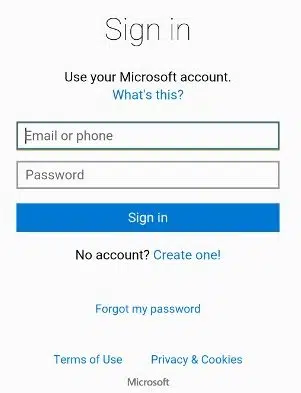 Sign in
Use your Microsoft account.
What's this?
Email or phone
Password
Sign in
No account? Create one!
Forgot my password
Terms of Use Privacy & Cookies
Microsoft